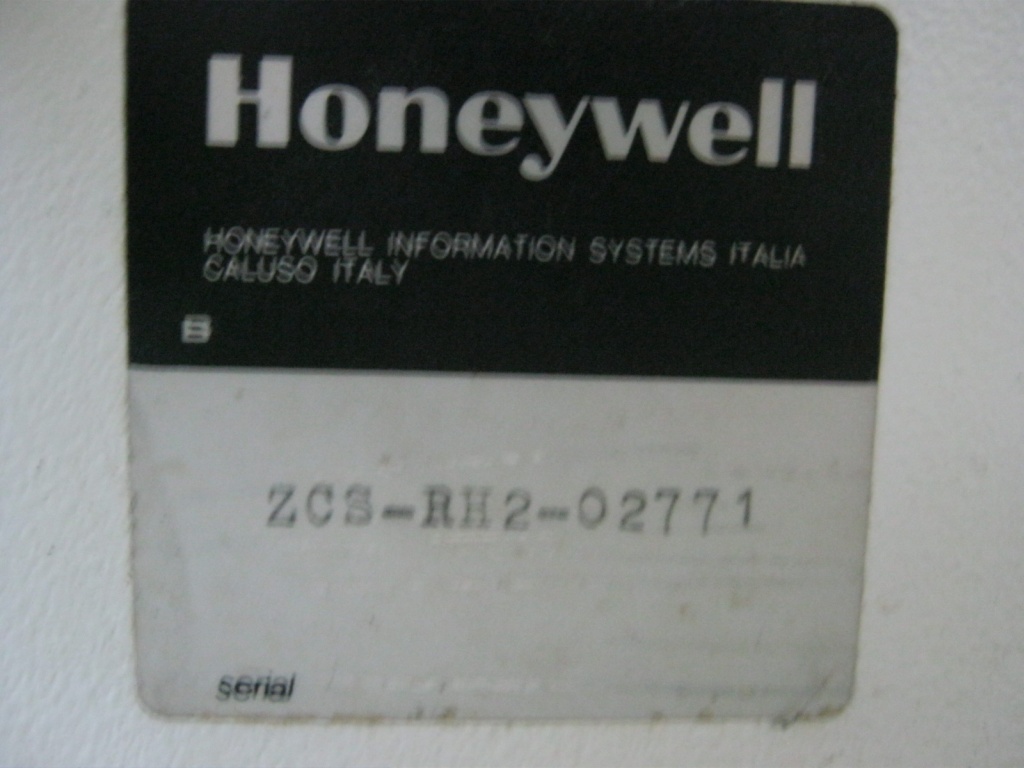 Honeywell
HONEYWELL INFORMATION SYSTEMS ITALIA
CALUSO ITALY
ZCS-RH2-02771
serial